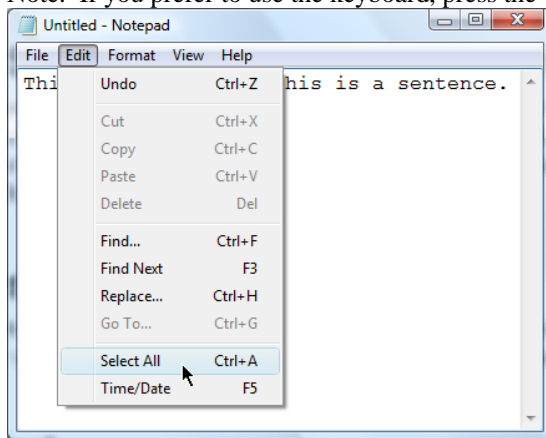 Note: If you prefer to use the keyboard, press the
Untitled - Notepad
File Edit Format View Help
Thi his is a sentence.
Undo Ctrl+Z
Cut Ctrl+X
Copy Ctrl+C
Paste Ctrl+V
Delete Del
Find... Ctrl+F
Find Next F3
Replace... Ctrl+H
Go To... Ctrl+G
Select All Ctrl+A
Time/Date F5